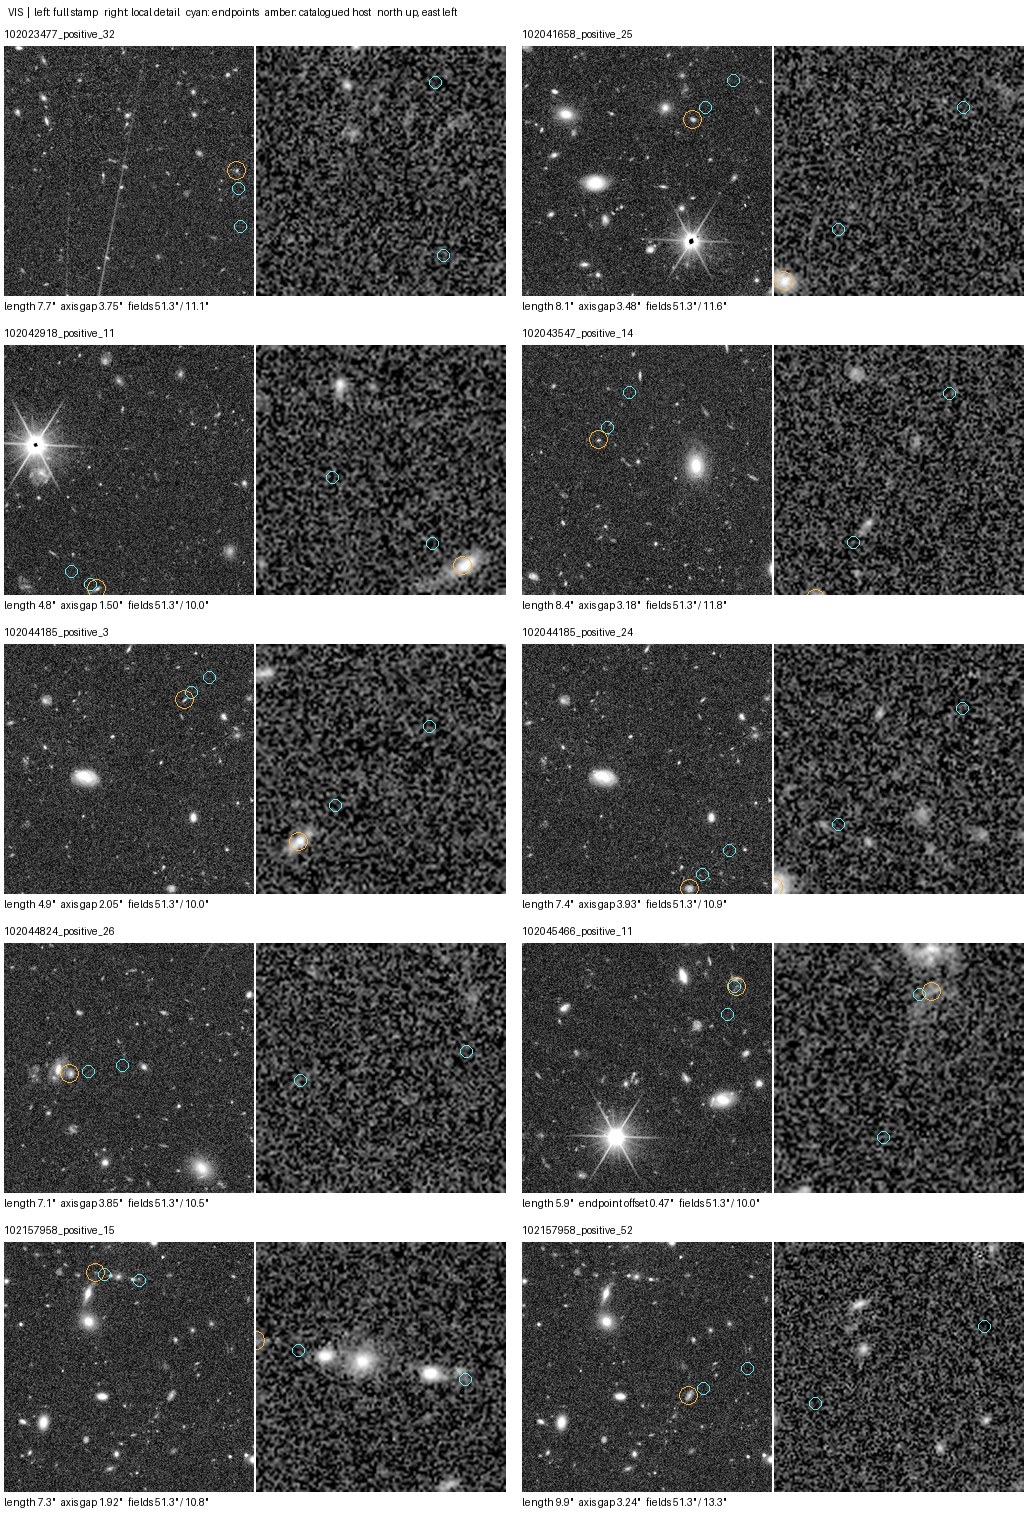 VIS | left: full stamp right: local detail cyan: endpoints amber: catalogued host north up, east left
102023477_positive_32
102041658_positive_25
length 7.7" axis gap 3.75" fields 51.3" / 11.1"
length 8.1" axis gap 3.48" fields 51.3" / 11.6"
102042918_positive_11
102043547_positive_14
length 4.8" axis gap 1.50" fields 51.3" / 10.0"
length 8.4" axis gap 3.18" fields 51.3" / 11.8"
102044185_positive_3
102044185_positive_24
length 4.9" axis gap 2.05" fields 51.3" / 10.0"
length 7.4" axis gap 3.93" fields 51.3" / 10.9"
102044824_positive_26
102045466_positive_11
length 7.1" axis gap 3.85" fields 51.3" / 10.5"
length 5.9" endpoint offset 0.47" fields 51.3" / 10.0"
102157958_positive_15
102157958_positive_52
length 7.3" axis gap 1.92" fields 51.3" / 10.8"
length 9.9" axis gap 3.24" fields 51.3" / 13.3"